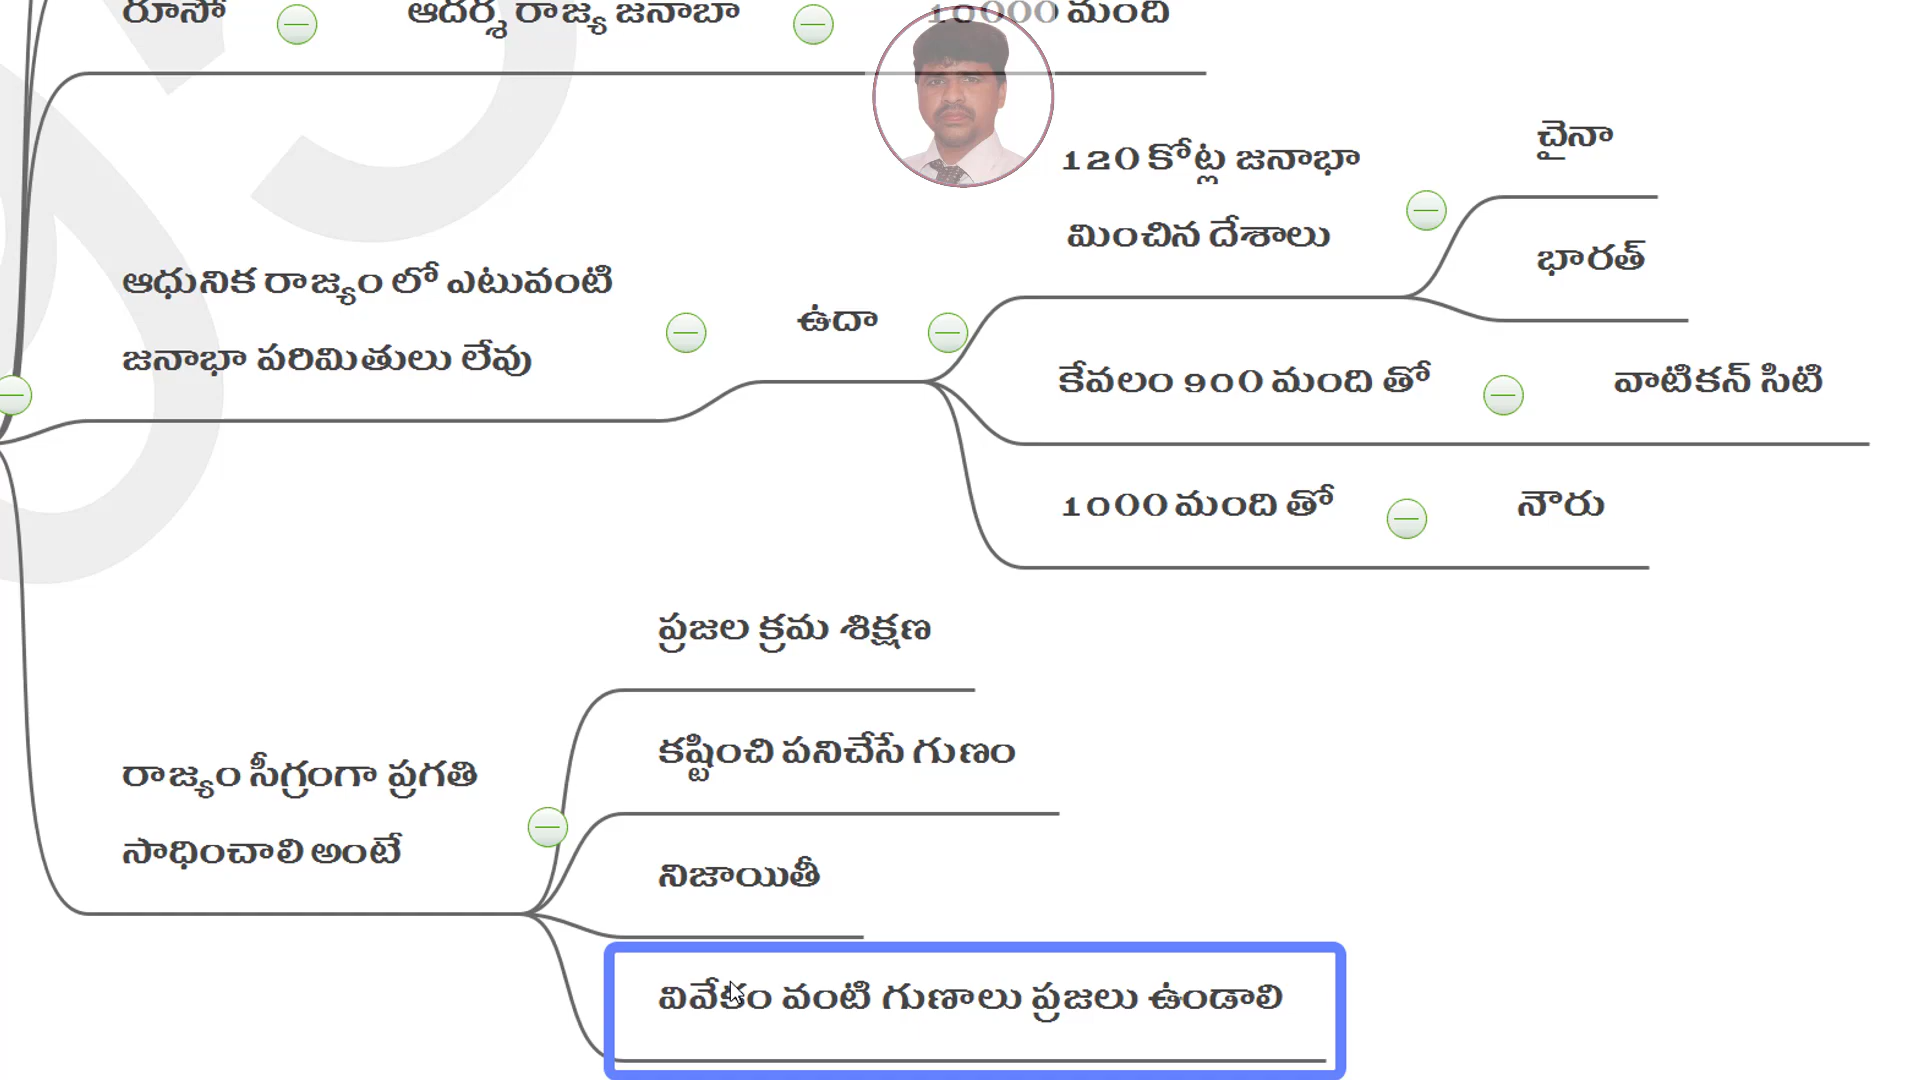 రూసో ఆదర్శ రాజ్య జనాబా 10000 మంది
120 కోట్ల జనాభా
మించిన దేశాలు
చైనా
భారత్
ఆధునిక రాజ్యం లో ఎటువంటి
జనాభా పరిమితులు లేవు
ఉదా
కేవలం 900 మంది తో వాటికన్ సిటి
1000 మంది తో నౌరు
ప్రజల క్రమ శిక్షణ
కష్టించి పనిచేసే గుణం
రాజ్యం సీగ్రంగా ప్రగతి
సాధించాలి అంటే
నిజాయితీ
వివేకం వంటి గుణాలు ప్రజలు ఉండాలి